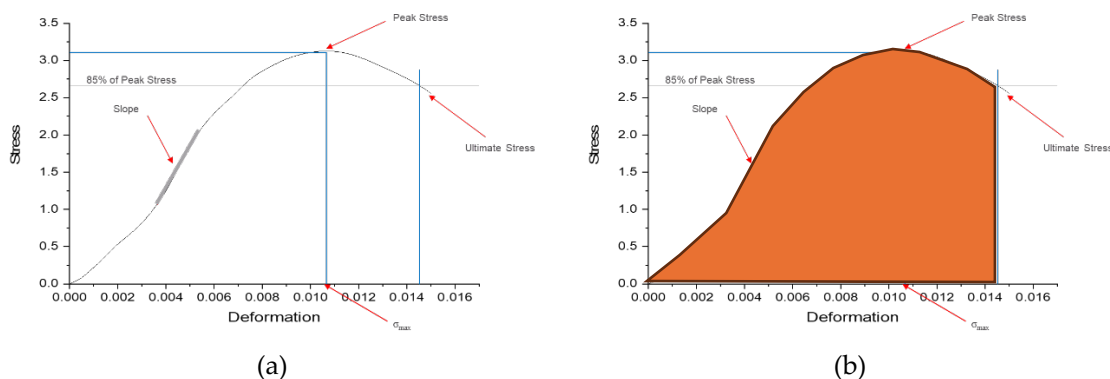 3.5
Peak Stress
3.0
85% of Peak Stress
2.5
Slope
2.0
Ultimate Stress
Stress
1.5
1.0
0.5
0.0
0.000 0.002 0.004 0.006 0.008 0.010 0.012 0.014 0.016
Deformation
σmax
(a)
3.5
Peak Stress
3.0
85% of Peak Stress
2.5
Slope
2.0
Ultimate Stress
Stress
1.5
1.0
0.5
0.0
0.000 0.002 0.004 0.006 0.008 0.010 0.012 0.014 0.016
Deformation
σmax
(b)